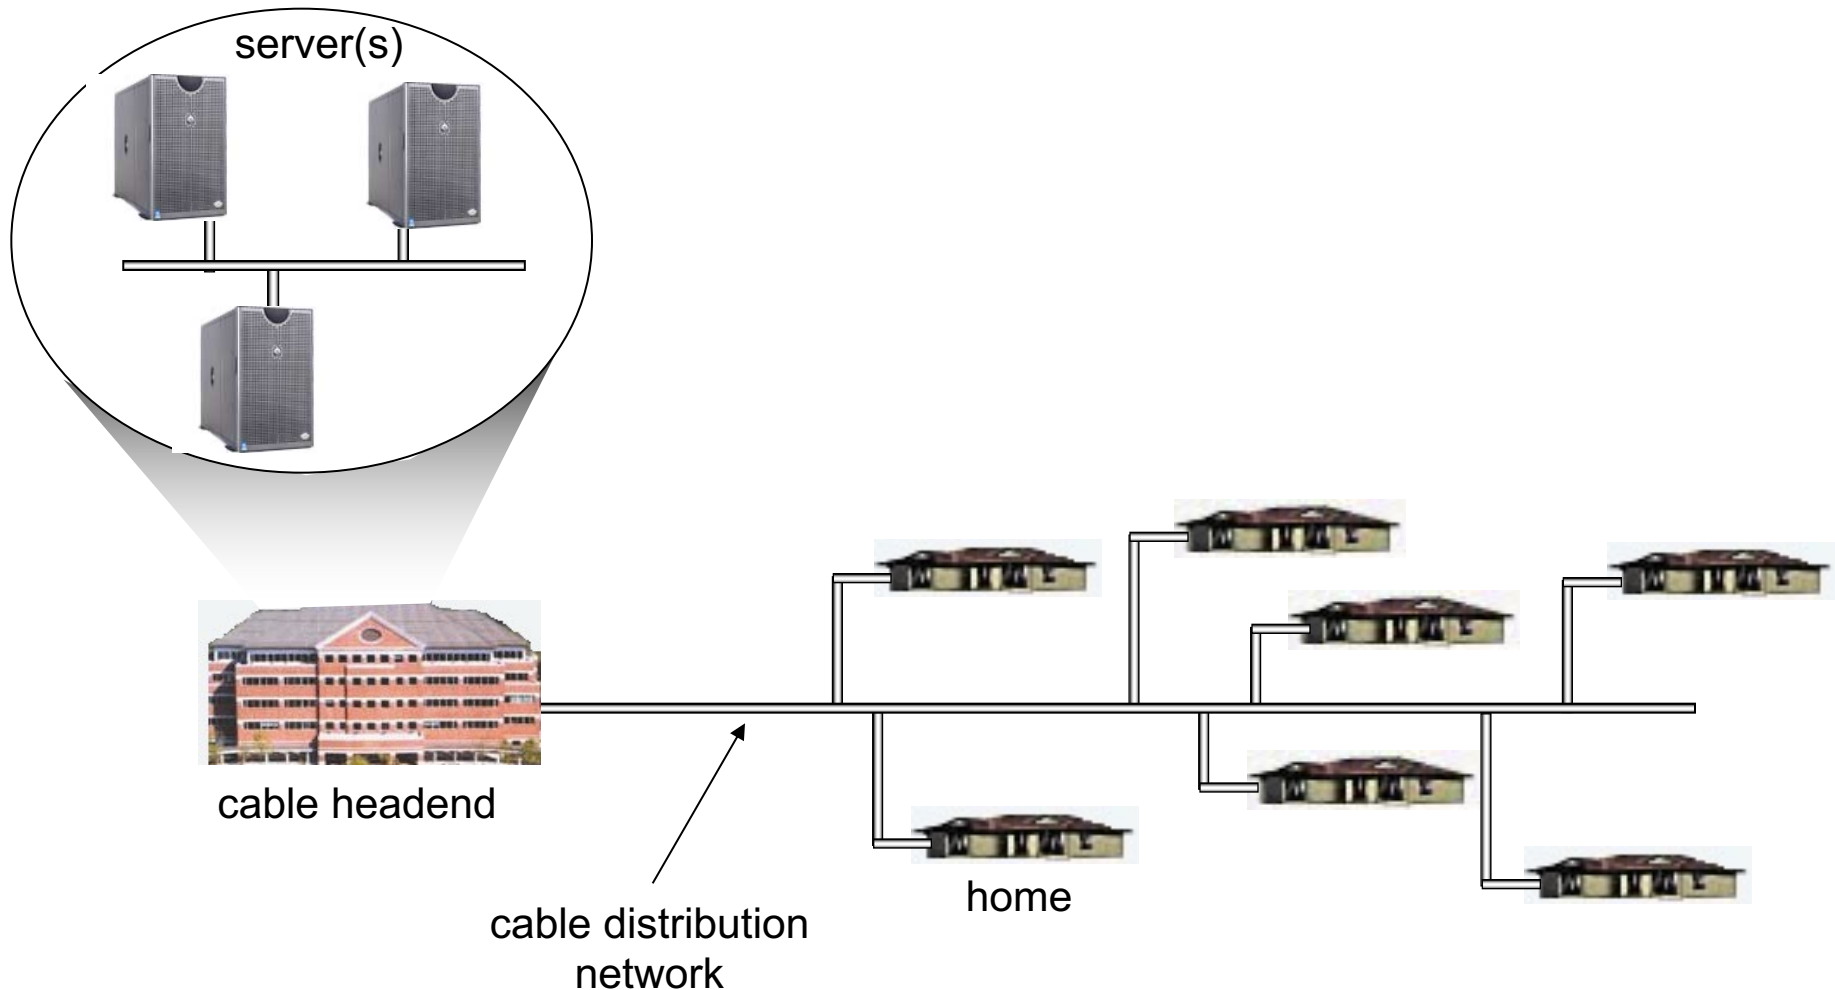 server(s)
cable headend
home
cable distribution
network